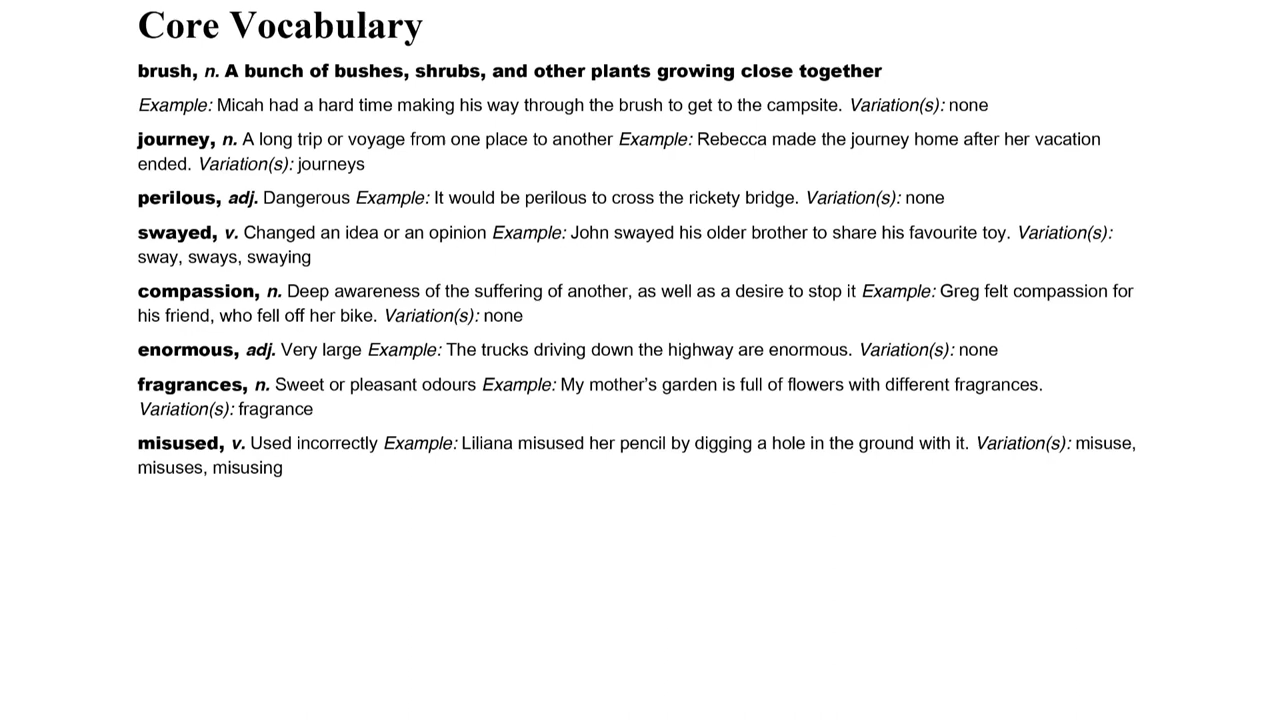 Core Vocabulary
brush, n. A bunch of bushes, shrubs, and other plants growing close together
Example: Micah had a hard time making his way through the brush to get to the campsite. Variation(s): none
journey, n. A long trip or voyage from one place to another Example: Rebecca made the journey home after her vacation
ended. Variation(s): journeys
perilous, adj. Dangerous Example: It would be perilous to cross the rickety bridge. Variation(s): none
swayed, v. Changed an idea or an opinion Example: John swayed his older brother to share his favourite toy. Variation(s):
sway, sways, swaying
compassion, n. Deep awareness of the suffering of another, as well as a desire to stop it Example: Greg felt compassion for
his friend, who fell off her bike. Variation(s): none
enormous, adj. Very large Example: The trucks driving down the highway are enormous. Variation(s): none
fragrances, n. Sweet or pleasant odours Example: My mother’s garden is full of flowers with different fragrances.
Variation(s): fragrance
misused, v. Used incorrectly Example: Liliana misused her pencil by digging a hole in the ground with it. Variation(s): misuse,
misuses, misusing